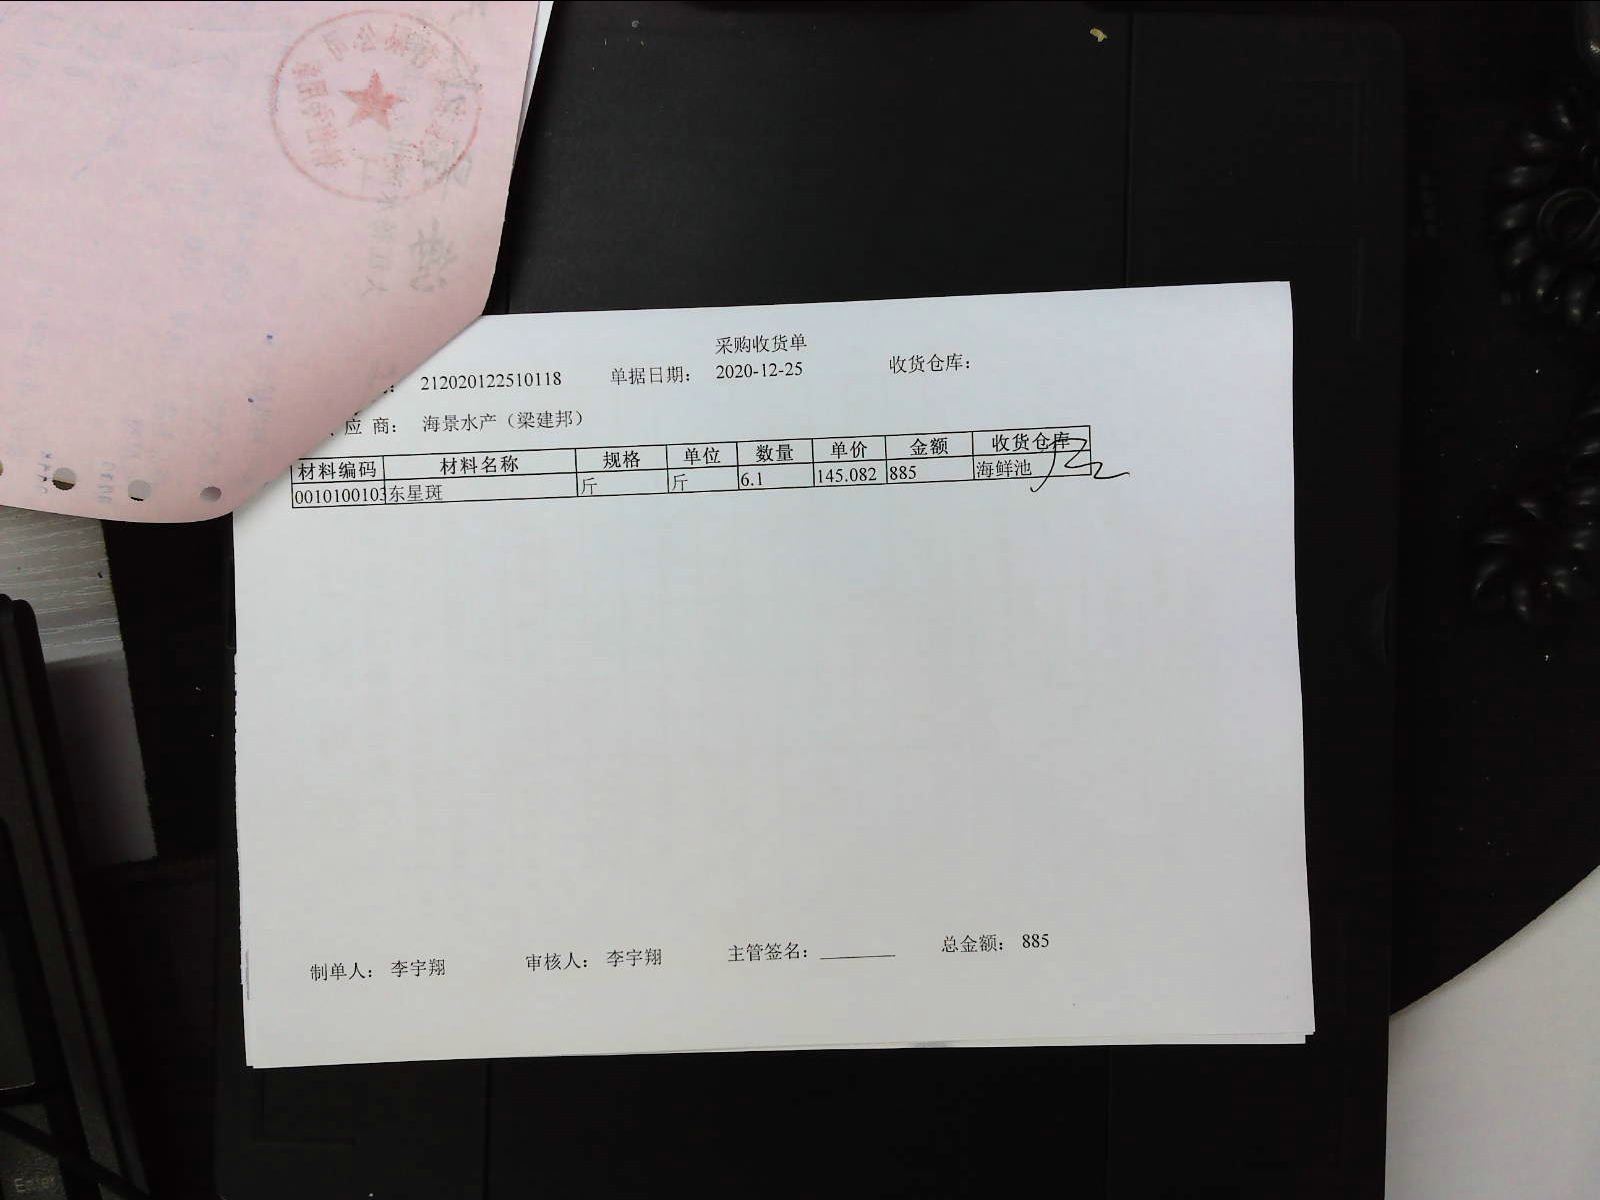 采购收货单
212020122510118 单据日期: 2020-12-25 收货仓库:
应 商: 海景水产（梁建邦）
材料编码 材料名称 规格 单位 数量 单价 金额 收货仓库
0010100103 东星斑 斤 斤 6.1 145.082 885 海鲜池
制单人: 李宇翔 审核人: 李宇翔 主管签名: 总金额: 885